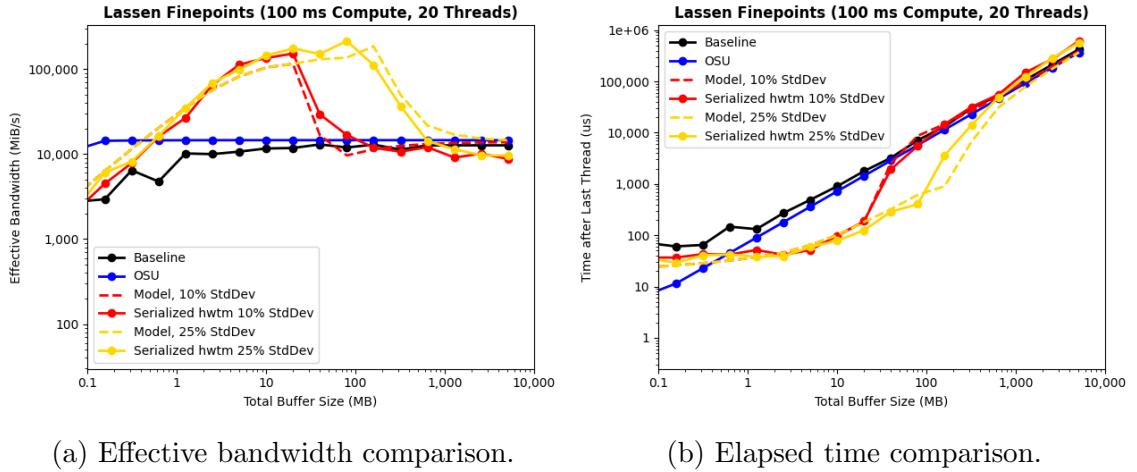 Lassen Finepoints (100 ms Compute, 20 Threads)
Effective Bandwidth (MiB/s)
100,000
10,000
1,000
100
Baseline
OSU
Model, 10% StdDev
Serialized hwtm 10% StdDev
Model, 25% StdDev
Serialized hwtm 25% StdDev
0.1 1 10 100 1,000 10,000
Total Buffer Size (MB)
(a) Effective bandwidth comparison.
Lassen Finepoints (100 ms Compute, 20 Threads)
Time after Last Thread (us)
1e+06
100,000
10,000
1,000
100
10
1
Baseline
OSU
Model, 10% StdDev
Serialized hwtm 10% StdDev
Model, 25% StdDev
Serialized hwtm 25% StdDev
0.1 1 10 100 1,000 10,000
Total Buffer Size (MB)
(b) Elapsed time comparison.